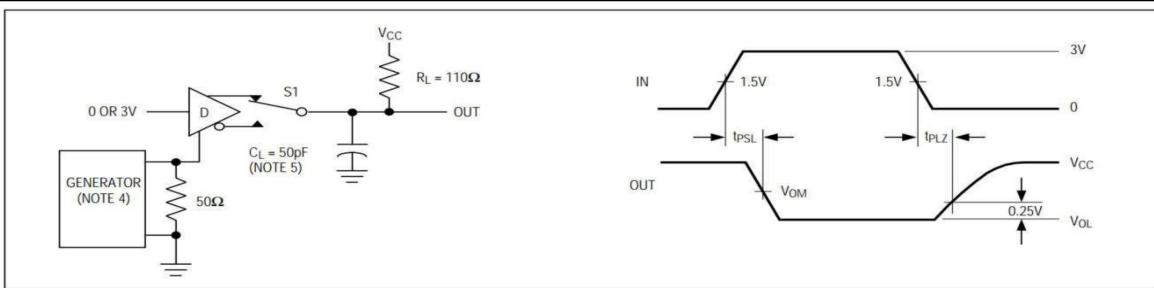 VCC
RL = 110Ω
S1
0 OR 3V
D
OUT
CL = 50pF
(NOTE 5)
GENERATOR
(NOTE 4)
50Ω
3V
IN
1.5V
1.5V
0
tPSL
tPLZ
VCC
OUT
VOM
0.25V
VOL